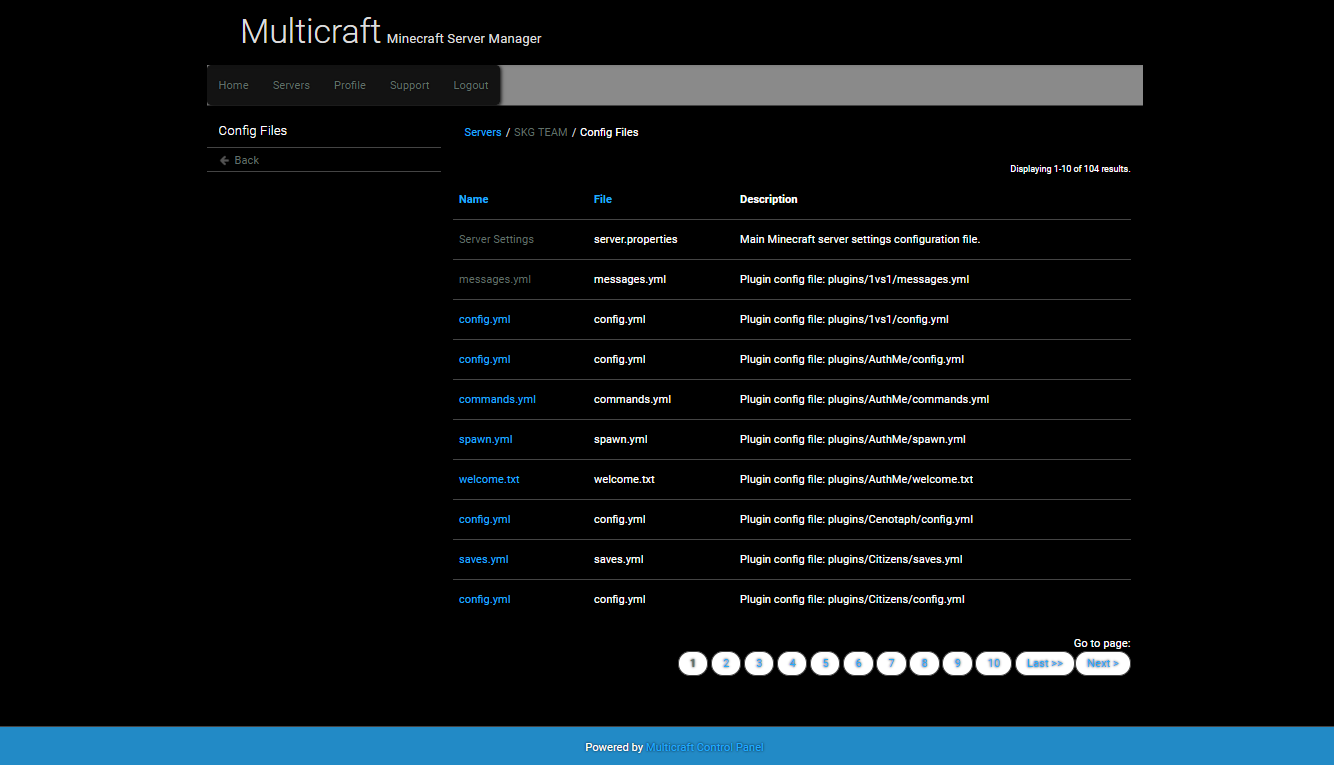 Multicraft Minecraft Server Manager
Home Servers Profile Support Logout
Config Files
Back
Servers / SKG TEAM / Config Files
Displaying 1-10 of 104 results.
Name File Description
Server Settings server.properties Main Minecraft server settings configuration file.
messages.yml messages.yml Plugin config file: plugins/1vs1/messages.yml
config.yml config.yml Plugin config file: plugins/1vs1/config.yml
config.yml config.yml Plugin config file: plugins/AuthMe/config.yml
commands.yml commands.yml Plugin config file: plugins/AuthMe/commands.yml
spawn.yml spawn.yml Plugin config file: plugins/AuthMe/spawn.yml
welcome.txt welcome.txt Plugin config file: plugins/AuthMe/welcome.txt
config.yml config.yml Plugin config file: plugins/Cenotaph/config.yml
saves.yml saves.yml Plugin config file: plugins/Citizens/saves.yml
config.yml config.yml Plugin config file: plugins/Citizens/config.yml
Go to page:
1 2 3 4 5 6 7 8 9 10 Last >> Next >
Powered by Multicraft Control Panel